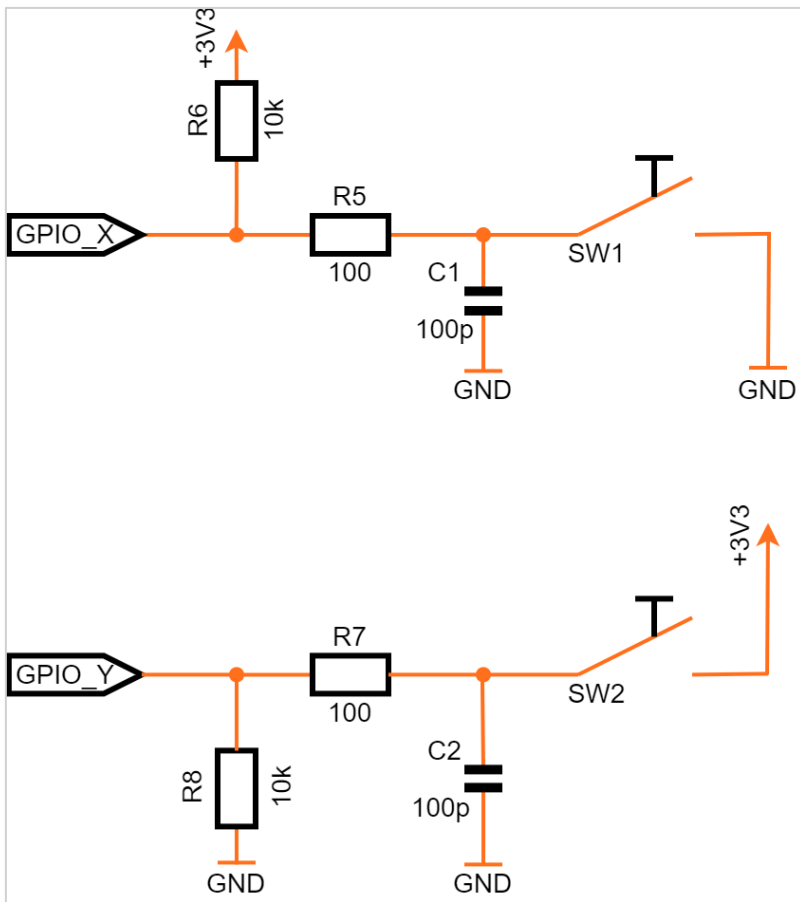 +3V3
R6
10k
GPIO_X
R5
100
C1
100p
SW1
GND
GND
+3V3
GPIO_Y
R7
100
SW2
R8
10k
C2
100p
GND
GND